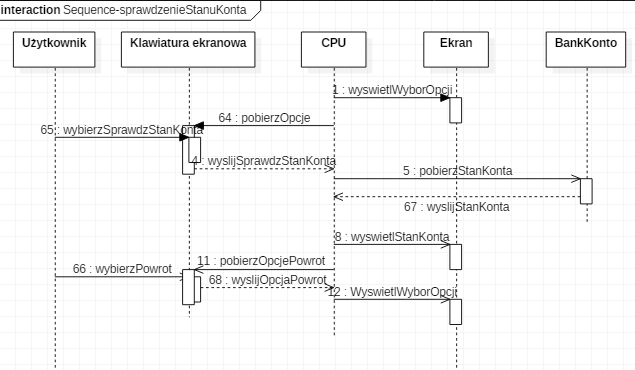 interaction Sequence-sprawdzenieStanuKonta
Użytkownik
Klawiatura ekranowa
CPU
Ekran
BankKonto
1 : wyswietlWyborOpcji
64 : pobierzOpcje
65 : wybierzSprawdzStanKonta
4 : wyslijSprawdzStanKonta
5 : pobierzStanKonta
67 : wyslijStanKonta
8 : wyswietlStanKonta
11 : pobierzOpcjePowrot
66 : wybierzPowrot
68 : wyslijOpcjaPowrot
12 : WyswietlWyborOpcji